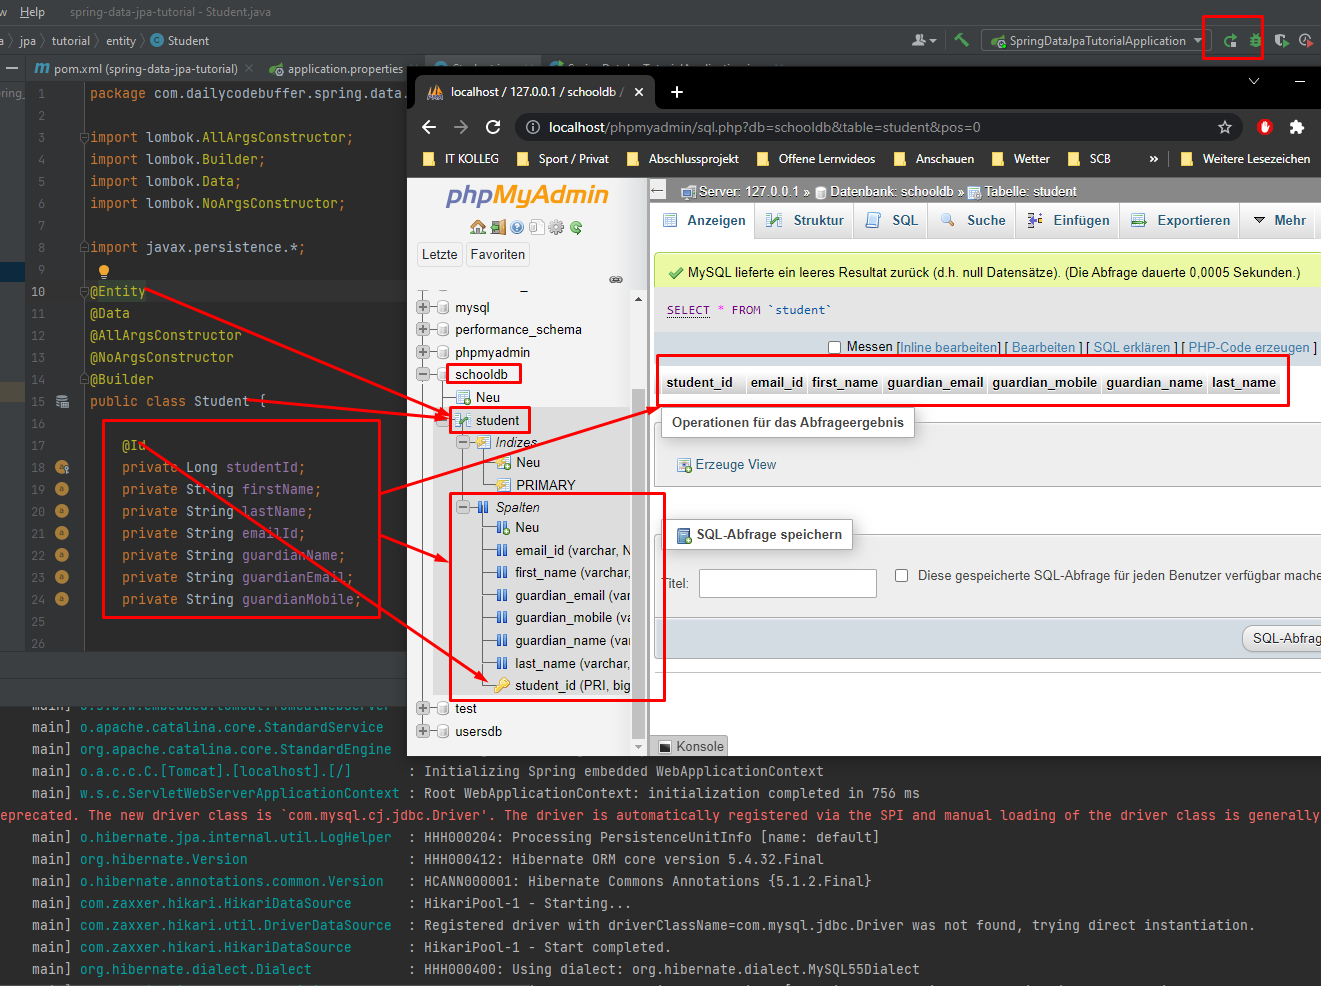 w Help spring-data-jpa-tutorial - Student.java
a jpa tutorial entity Student
SpringDataJpaTutorialApplication
pom.xml (spring-data-jpa-tutorial) application.properties
1 package com.dailycodebuffer.spring.data.
2
3 import lombok.AllArgsConstructor;
4 import lombok.Builder;
5 import lombok.Data;
6 import lombok.NoArgsConstructor;
7
8 import javax.persistence.*;
9
10 @Entity
11 @Data
12 @AllArgsConstructor
13 @NoArgsConstructor
14 @Builder
15 public class Student {
16
17 @Id
18 private Long studentId;
19 private String firstName;
20 private String lastName;
21 private String emailId;
22 private String guardianName;
23 private String guardianEmail;
24 private String guardianMobile;
25
26
localhost / 127.0.0.1 / schooldb /
localhost/phpmyadmin/sql.php?db=schooldb&table=student&pos=0
IT KOLLEG Sport / Privat Abschlussprojekt Offene Lernvideos Anschauen Wetter SCB » Weitere Lesezeichen
phpMyAdmin
Letzte Favoriten
mysql
performance_schema
phpmyadmin
schooldb
Neu
student
Indizes
Neu
PRIMARY
Spalten
Neu
email_id (varchar, N
first_name (varchar,
guardian_email (var
guardian_mobile (va
guardian_name (va
last_name (varchar,
student_id (PRI, big
test
usersdb
Server: 127.0.0.1 » Datenbank: schooldb » Tabelle: student
Anzeigen Struktur SQL Suche Einfügen Exportieren Mehr
MySQL lieferte ein leeres Resultat zurück (d.h. null Datensätze). (Die Abfrage dauerte 0,0005 Sekunden.)
SELECT * FROM `student`
Messen [Inline bearbeiten] [ Bearbeiten ] [ SQL erklären ] [ PHP-Code erzeugen ]
student_id email_id first_name guardian_email guardian_mobile guardian_name last_name
Operationen für das Abfrageergebnis
Erzeuge View
SQL-Abfrage speichern
Titel: Diese gespeicherte SQL-Abfrage für jeden Benutzer verfügbar mache
SQL-Abfrag
Konsole
main] o.s.b.w.embedded.tomcat.TomcatWebServer
main] o.apache.catalina.core.StandardService
main] org.apache.catalina.core.StandardEngine
main] o.a.c.c.C.[Tomcat].[localhost].[/] : Initializing Spring embedded WebApplicationContext
main] w.s.c.ServletWebServerApplicationContext : Root WebApplicationContext: initialization completed in 756 ms
eprecated. The new driver class is `com.mysql.cj.jdbc.Driver'. The driver is automatically registered via the SPI and manual loading of the driver class is generally
main] o.hibernate.jpa.internal.util.LogHelper : HHH000204: Processing PersistenceUnitInfo [name: default]
main] org.hibernate.Version : HHH000412: Hibernate ORM core version 5.4.32.Final
main] o.hibernate.annotations.common.Version : HCANN000001: Hibernate Commons Annotations {5.1.2.Final}
main] com.zaxxer.hikari.HikariDataSource : HikariPool-1 - Starting...
main] com.zaxxer.hikari.util.DriverDataSource : Registered driver with driverClassName=com.mysql.jdbc.Driver was not found, trying direct instantiation.
main] com.zaxxer.hikari.HikariDataSource : HikariPool-1 - Start completed.
main] org.hibernate.dialect.Dialect : HHH000400: Using dialect: org.hibernate.dialect.MySQL55Dialect